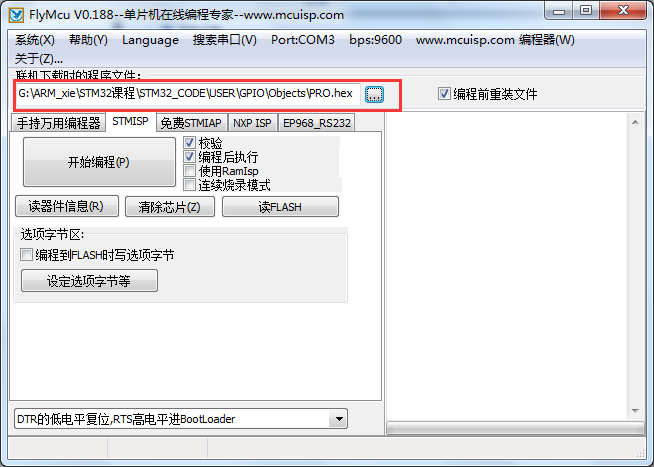 FlyMcu V0.188--单片机在线编程专家--www.mcuisp.com
系统(X) 帮助(Y) Language 搜索串口(V) Port:COM3 bps:9600 www.mcuisp.com 编程器(W)
关于(Z)...
联机下载时的程序文件:
G:\ARM_xie\STM32课程\STM32_CODE\USER\GPIO\Objects\PRO.hex ... 编程前重装文件
手持万用编程器 STMISP 免费STMIAP NXP ISP EP968_RS232
开始编程(P)
校验
编程后执行
使用RamIsp
连续烧录模式
读器件信息(R) 清除芯片(Z) 读FLASH
选项字节区:
编程到FLASH时写选项字节
设定选项字节等
DTR的低电平复位,RTS高电平进BootLoader